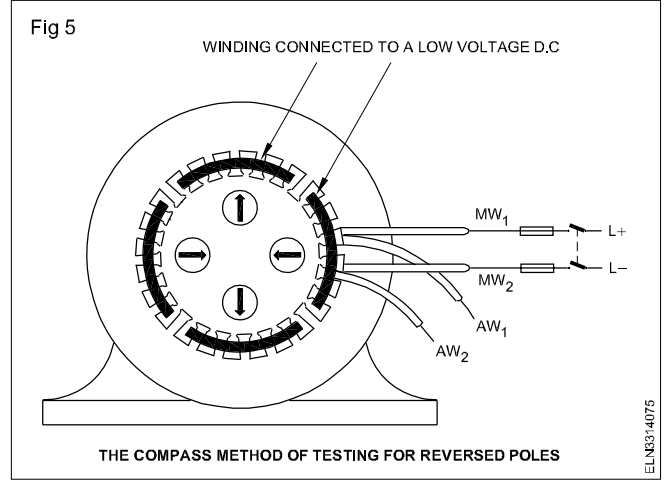 Fig 5
WINDING CONNECTED TO A LOW VOLTAGE D.C
MW1
L+
L−
MW2
AW1
AW2
THE COMPASS METHOD OF TESTING FOR REVERSED POLES
ELN3314075